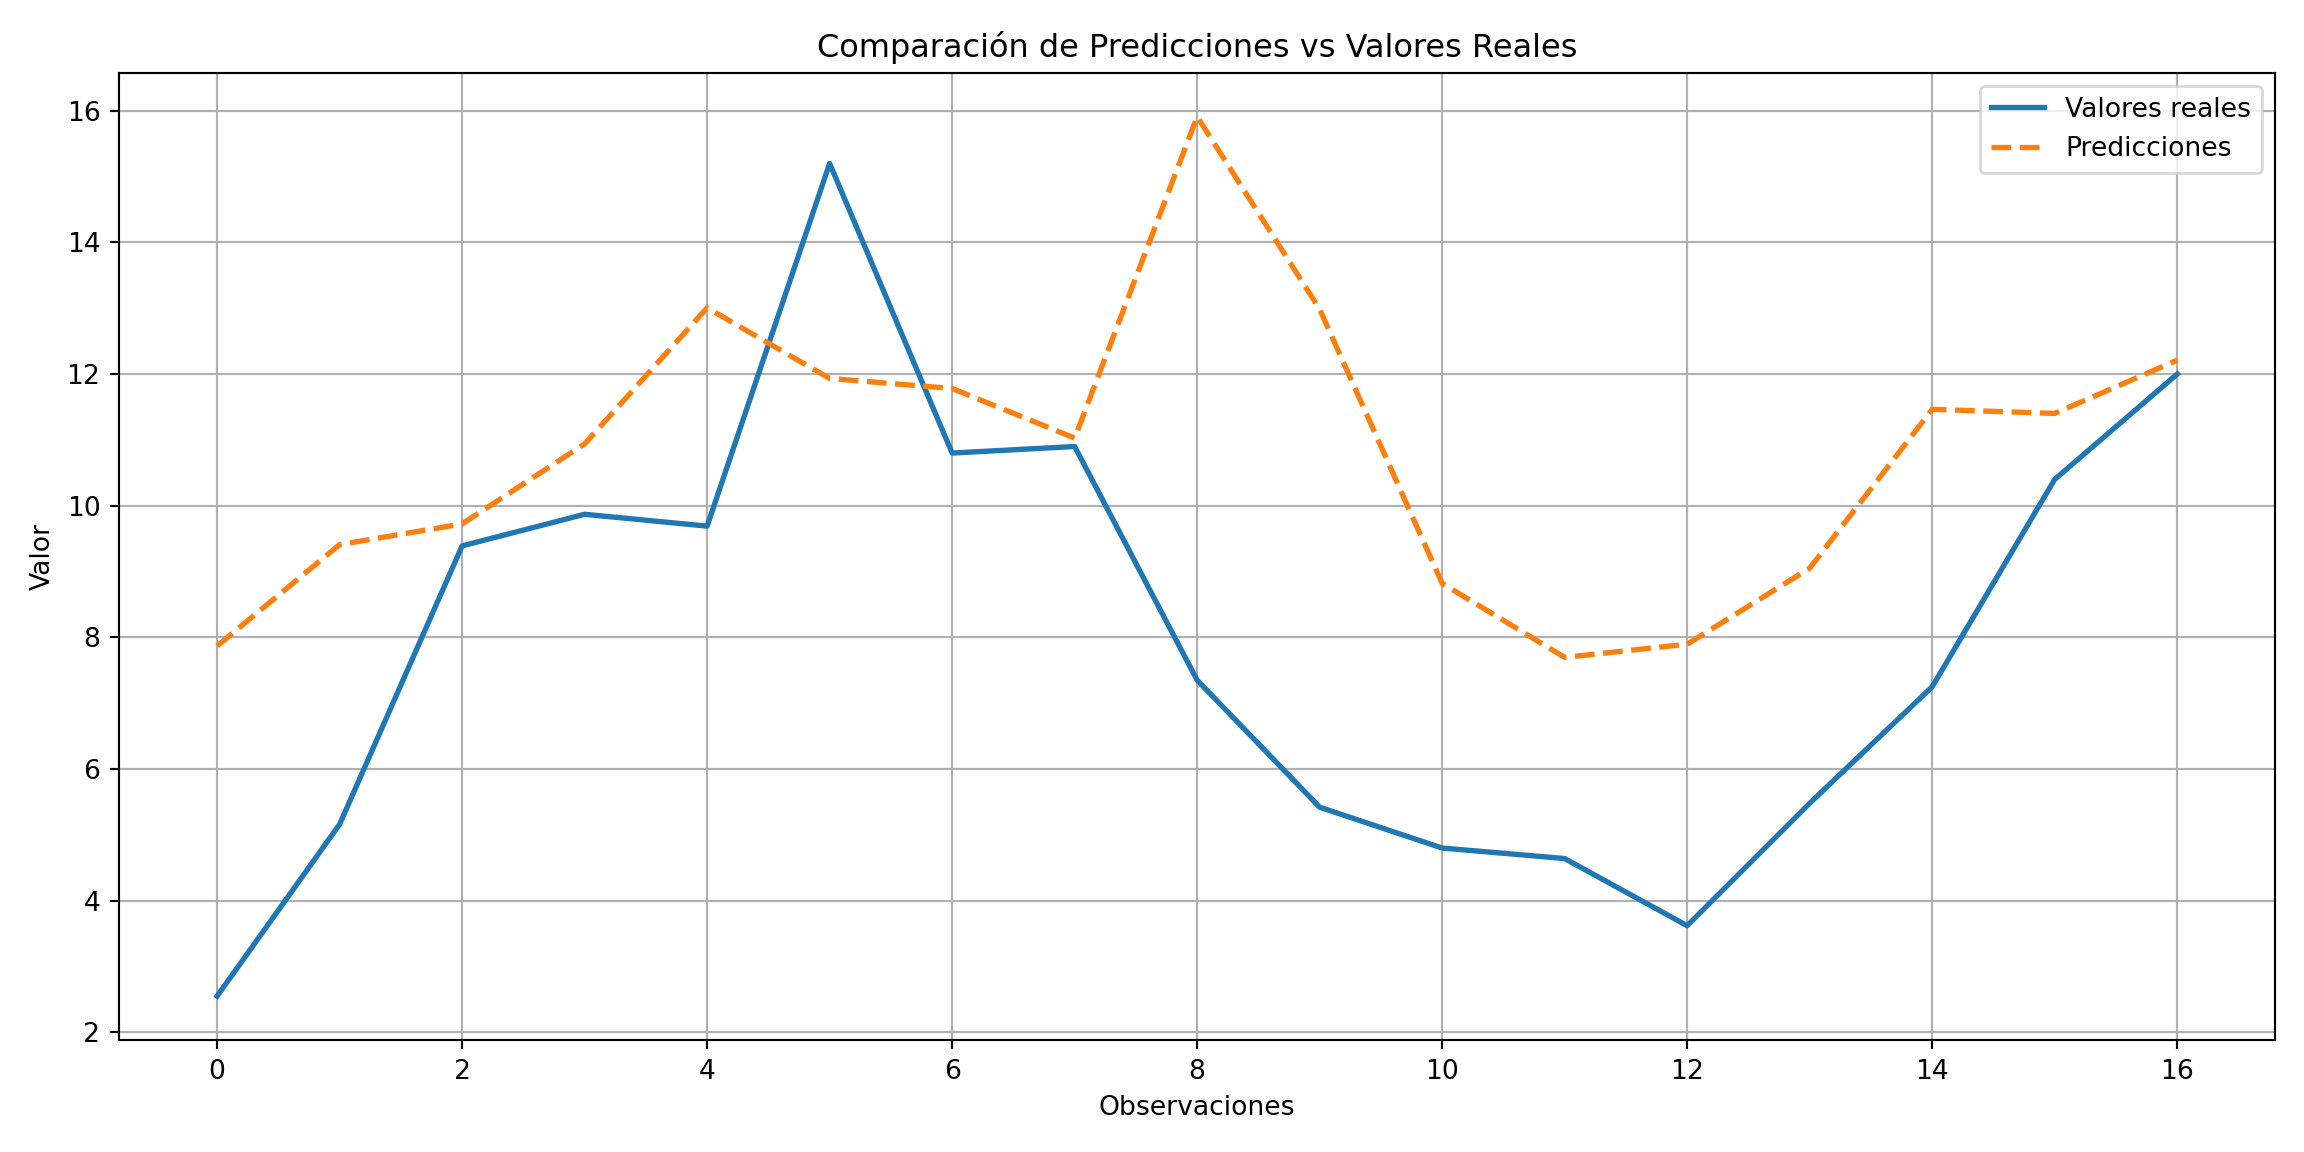 Comparación de Predicciones vs Valores Reales
Valores reales
Predicciones
Valor
16
14
12
10
8
6
4
2
0 2 4 6 8 10 12 14 16
Observaciones